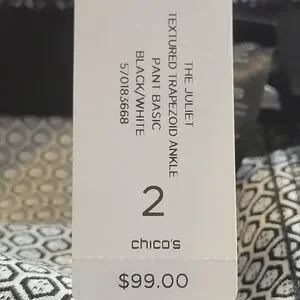 THE JULIET
TEXTURED TRAPEZOID ANKLE
PANT BASIC
BLACK/WHITE
570183668
2
chico's
$99.00